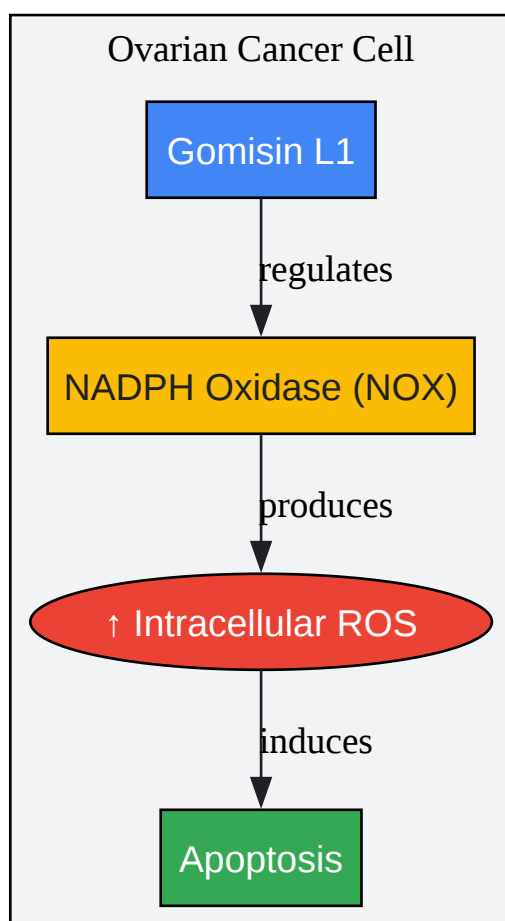 Ovarian Cancer Cell
Gomisin L1
regulates
NADPH Oxidase (NOX)
produces
↑ Intracellular ROS
induces
Apoptosis